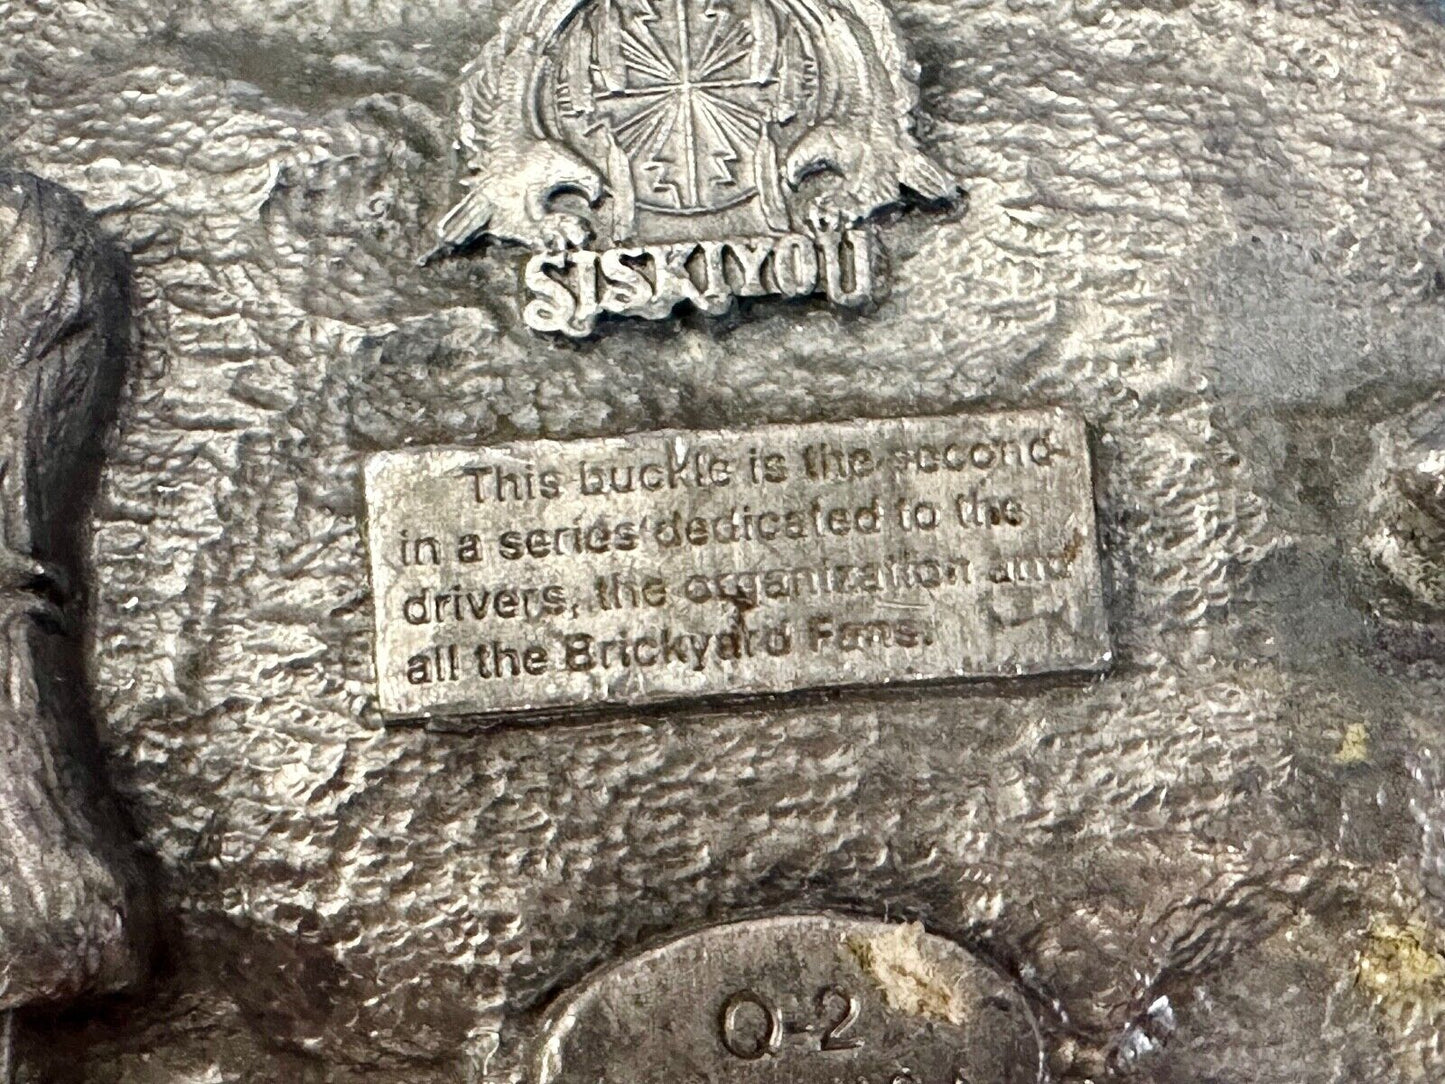 SISKIYOU
This buckle is the second
in a series dedicated to the
drivers, the organization and
all the Brickyard Fans.
Q-2